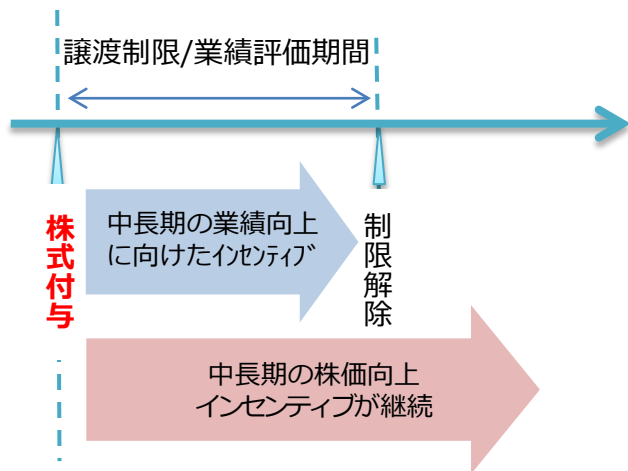 譲渡制限/業績評価期間
株式付与
中長期の業績向上
に向けたｲﾝｾﾝﾃｨﾌﾞ
制限解除
中長期の株価向上
インセンティブが継続